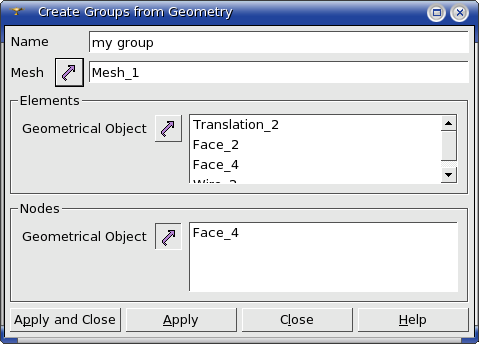 Create Groups from Geometry
Name my group
Mesh Mesh_1
Elements
Geometrical Object Translation_2
Face_2
Face_4
Nodes
Geometrical Object Face_4
Apply and Close Apply Close Help